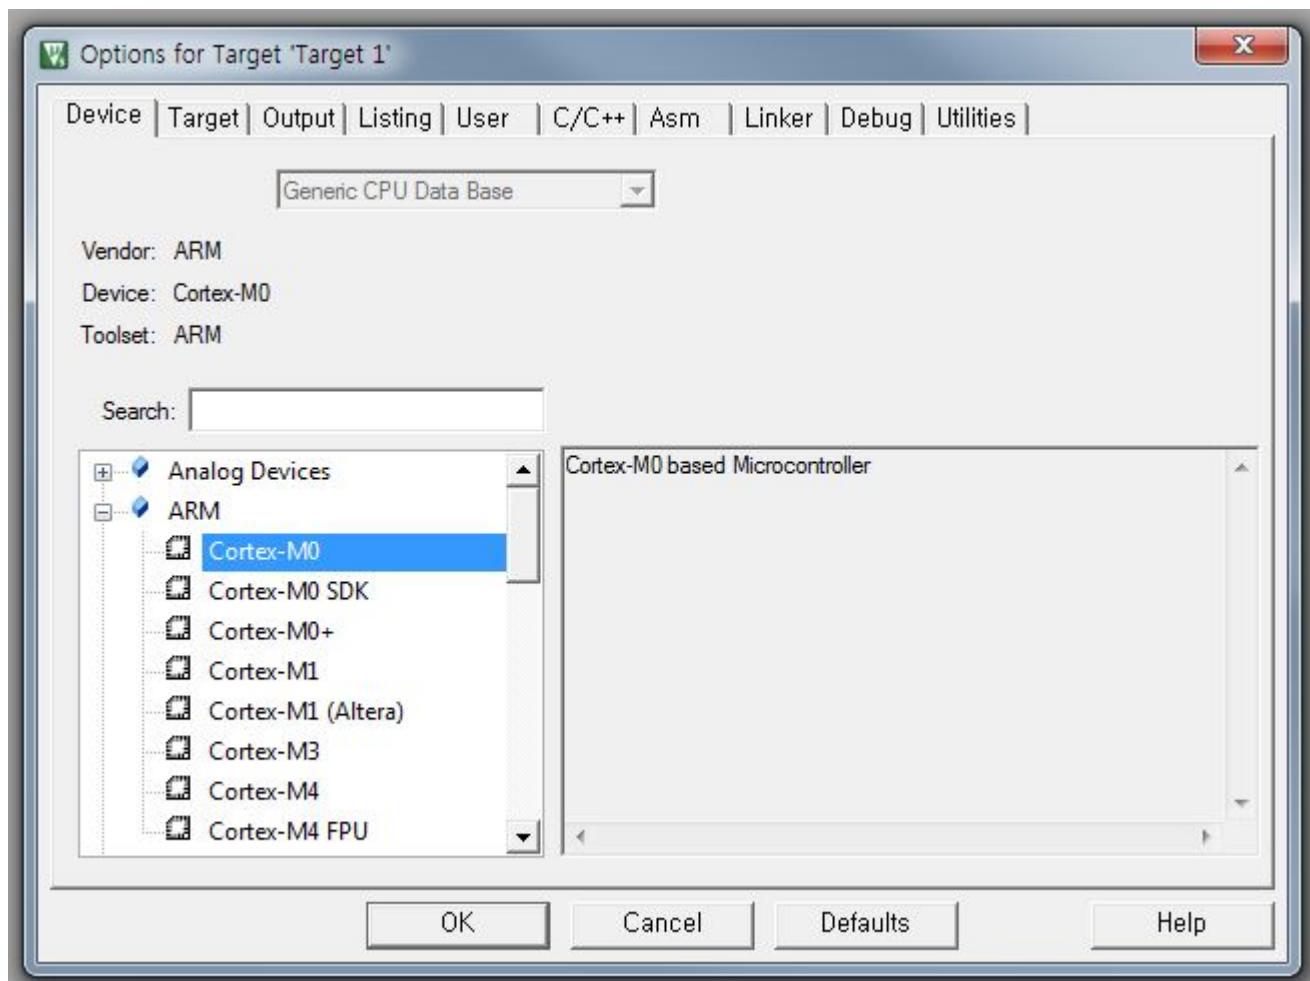 Options for Target 'Target 1'
Device Target Output Listing User C/C++ Asm Linker Debug Utilities
Generic CPU Data Base
Vendor: ARM
Device: Cortex-M0
Toolset: ARM
Search:
Analog Devices
ARM
Cortex-M0
Cortex-M0 SDK
Cortex-M0+
Cortex-M1
Cortex-M1 (Altera)
Cortex-M3
Cortex-M4
Cortex-M4 FPU
Cortex-M0 based Microcontroller
OK Cancel Defaults Help